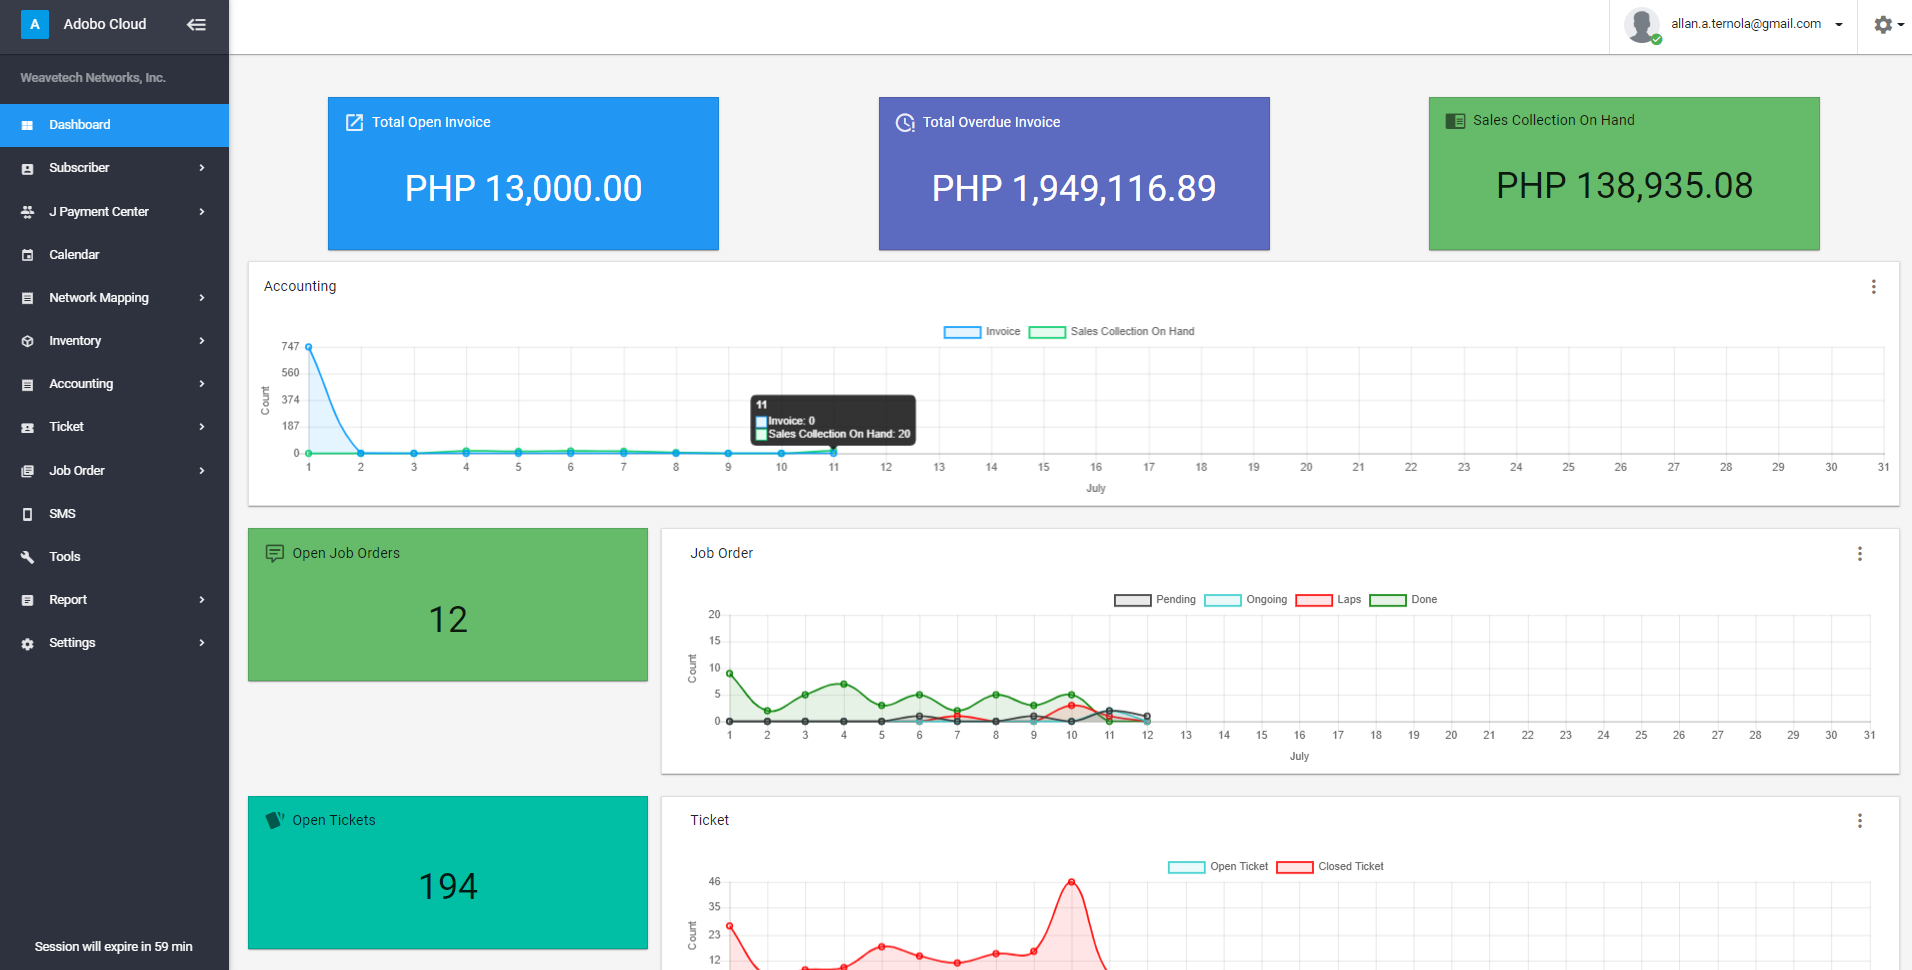 A Adobo Cloud
allan.a.ternola@gmail.com
Weavetech Networks, Inc.
Dashboard
Subscriber
J Payment Center
Calendar
Network Mapping
Inventory
Accounting
Ticket
Job Order
SMS
Tools
Report
Settings
Session will expire in 59 min
Total Open Invoice
PHP 13,000.00
Total Overdue Invoice
PHP 1,949,116.89
Sales Collection On Hand
PHP 138,935.08
Accounting
Invoice Sales Collection On Hand
747
560
374
187
0
Count
11
Invoice: 0
Sales Collection On Hand: 20
1 2 3 4 5 6 7 8 9 10 11 12 13 14 15 16 17 18 19 20 21 22 23 24 25 26 27 28 29 30 31
July
Open Job Orders
12
Job Order
Pending Ongoing Laps Done
20
15
10
5
0
Count
1 2 3 4 5 6 7 8 9 10 11 12 13 14 15 16 17 18 19 20 21 22 23 24 25 26 27 28 29 30 31
July
Open Tickets
194
Ticket
Open Ticket Closed Ticket
46
35
23
12
Count